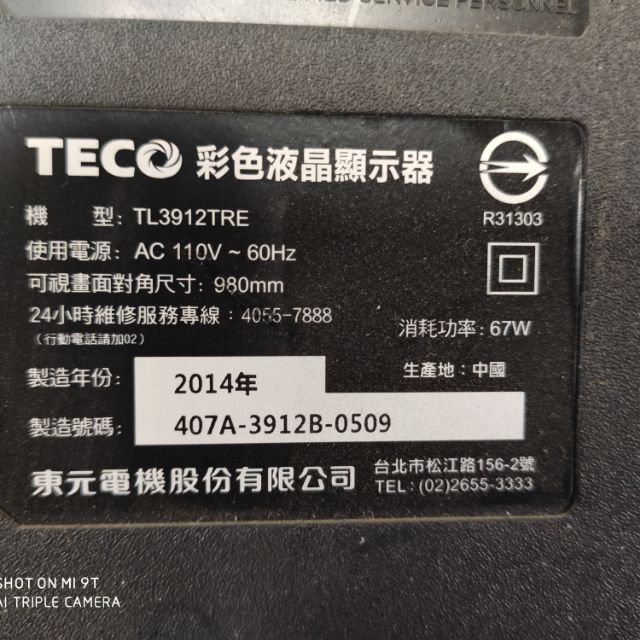 SERVICE PERSONNEL
TECO 彩色液晶顯示器
R31303
機 型: TL3912TRE
使用電源: AC 110V ~ 60Hz
可視畫面對角尺寸: 980mm
24小時維修服務專線: 4055-7888
(行動電話請加02)
消耗功率: 67W
製造年份: 2014年
生產地: 中國
製造號碼: 407A-3912B-0509
東元電機股份有限公司
台北市松江路156-2號
TEL: (02)2655-3333
SHOT ON MI 9T
AI TRIPLE CAMERA